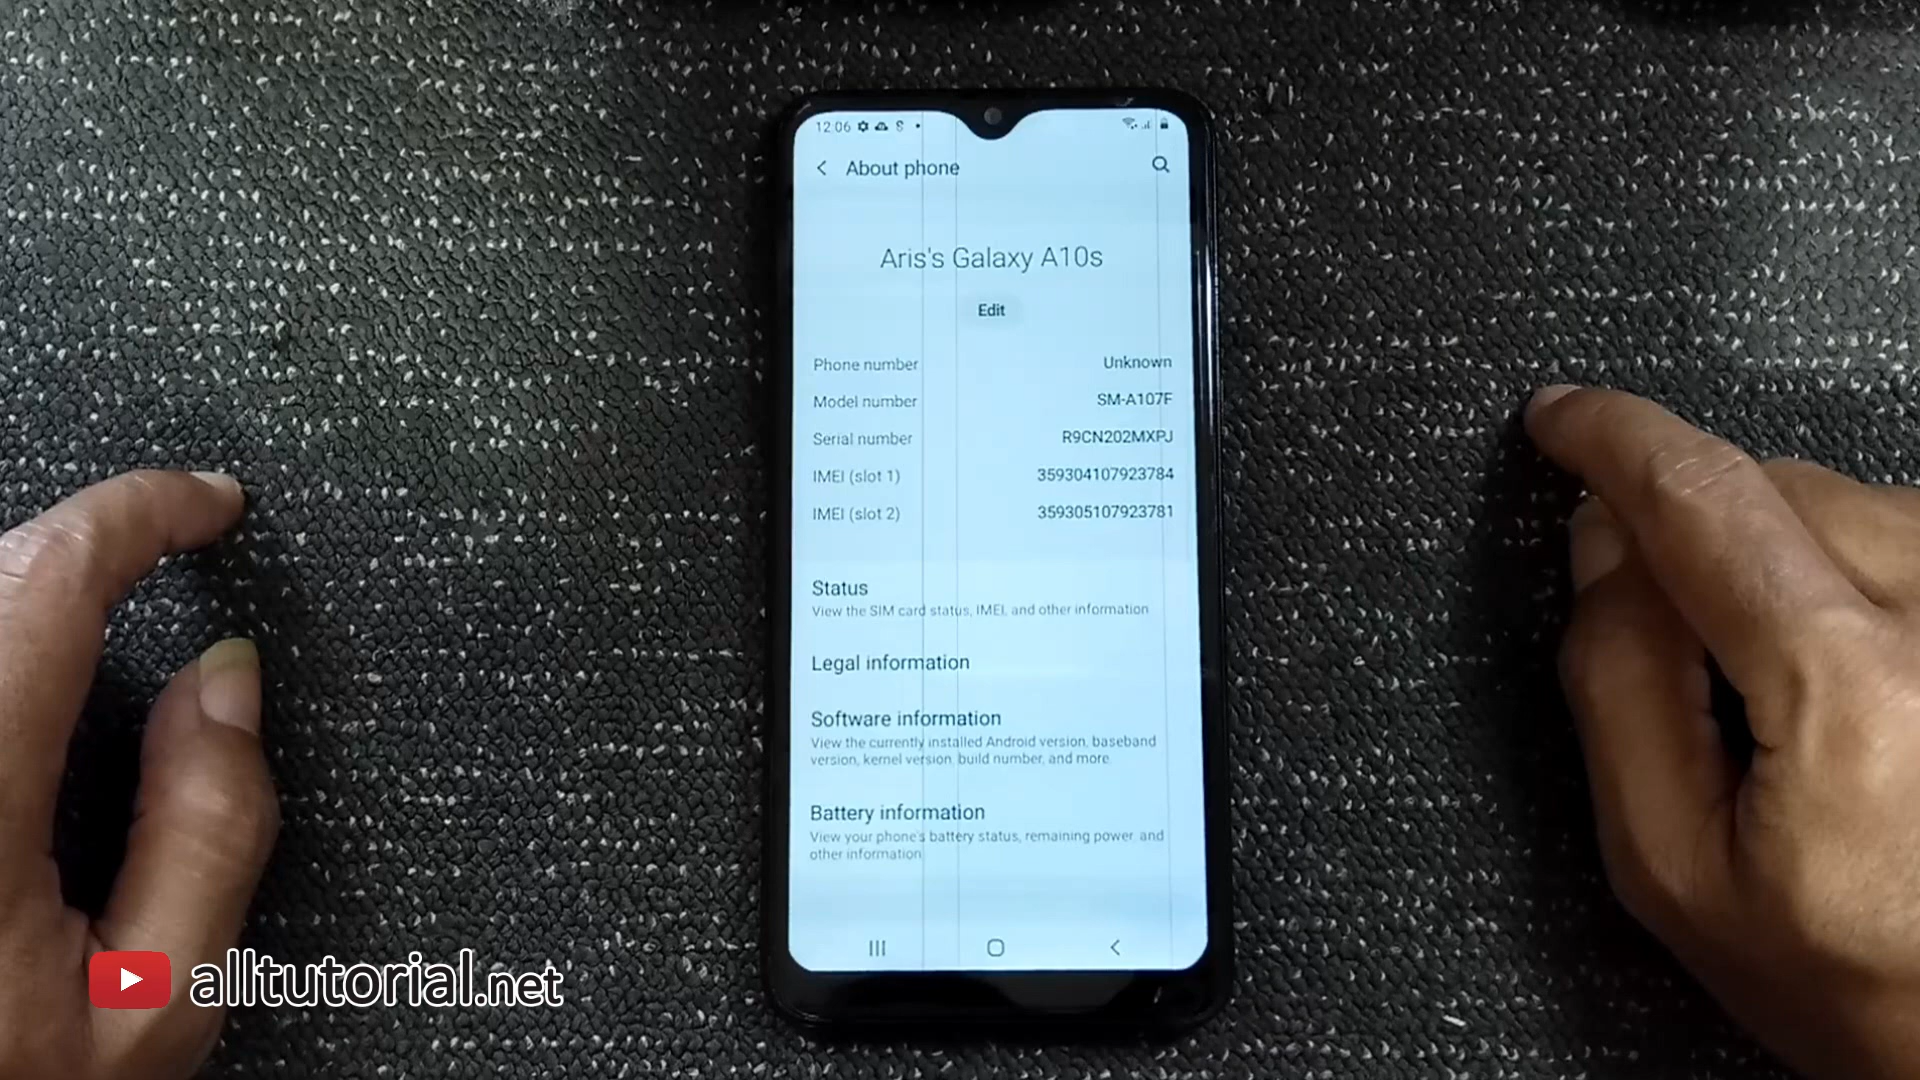 12:06
About phone
Aris's Galaxy A10s
Edit
Phone number Unknown
Model number SM-A107F
Serial number R9CN202MXPJ
IMEI (slot 1) 359304107923784
IMEI (slot 2) 359305107923781
Status
View the SIM card status, IMEI, and other information
Legal information
Software information
View the currently installed Android version, baseband
version, kernel version, build number, and more.
Battery information
View your phone's battery status, remaining power, and
other information.
alltutorial.net